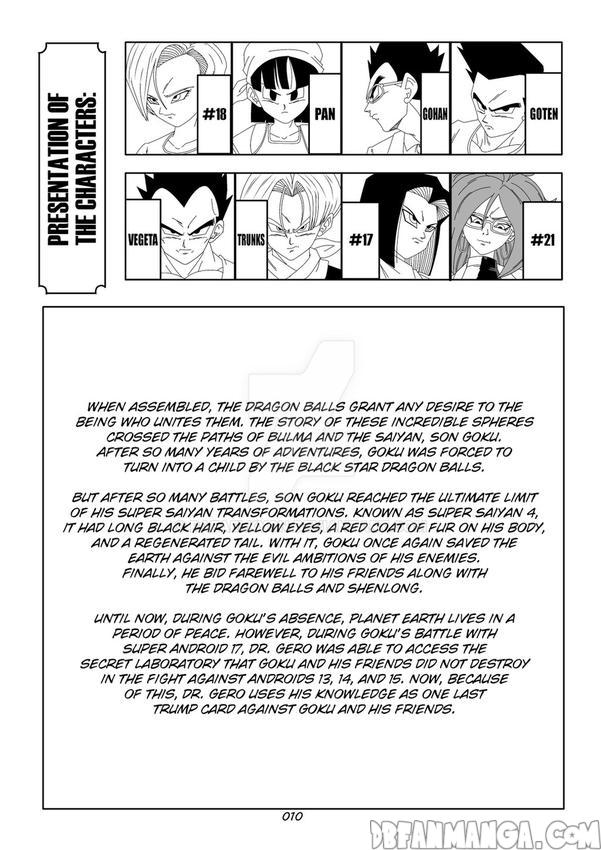 PRESENTATION OF
THE CHARACTERS:
#18
PAN
GOHAN
GOTEN
VEGETA
TRUNKS
#17
#21
WHEN ASSEMBLED, THE DRAGON BALLS GRANT ANY DESIRE TO THE
BEING WHO UNITES THEM. THE STORY OF THESE INCREDIBLE SPHERES
CROSSED THE PATHS OF BULMA AND THE SAIYAN, SON GOKU.
AFTER SO MANY YEARS OF ADVENTURES, GOKU WAS FORCED TO
TURN INTO A CHILD BY THE BLACK STAR DRAGON BALLS.
BUT AFTER SO MANY BATTLES, SON GOKU REACHED THE ULTIMATE LIMIT
OF HIS SUPER SAIYAN TRANSFORMATIONS. KNOWN AS SUPER SAIYAN 4,
IT HAD LONG BLACK HAIR, YELLOW EYES, A RED COAT OF FUR ON HIS BODY,
AND A REGENERATED TAIL. WITH IT, GOKU ONCE AGAIN SAVED THE
EARTH AGAINST THE EVIL AMBITIONS OF HIS ENEMIES.
FINALLY, HE BID FAREWELL TO HIS FRIENDS ALONG WITH
THE DRAGON BALLS AND SHENLONG.
UNTIL NOW, DURING GOKU'S ABSENCE, PLANET EARTH LIVES IN A
PERIOD OF PEACE. HOWEVER, DURING GOKU'S BATTLE WITH
SUPER ANDROID 17, DR. GERO WAS ABLE TO ACCESS THE
SECRET LABORATORY THAT GOKU AND HIS FRIENDS DID NOT DESTROY
IN THE FIGHT AGAINST ANDROIDS 13, 14, AND 15. NOW, BECAUSE
OF THIS, DR. GERO USES HIS KNOWLEDGE AS ONE LAST
TRUMP CARD AGAINST GOKU AND HIS FRIENDS.
010
DBFANMANGA.COM